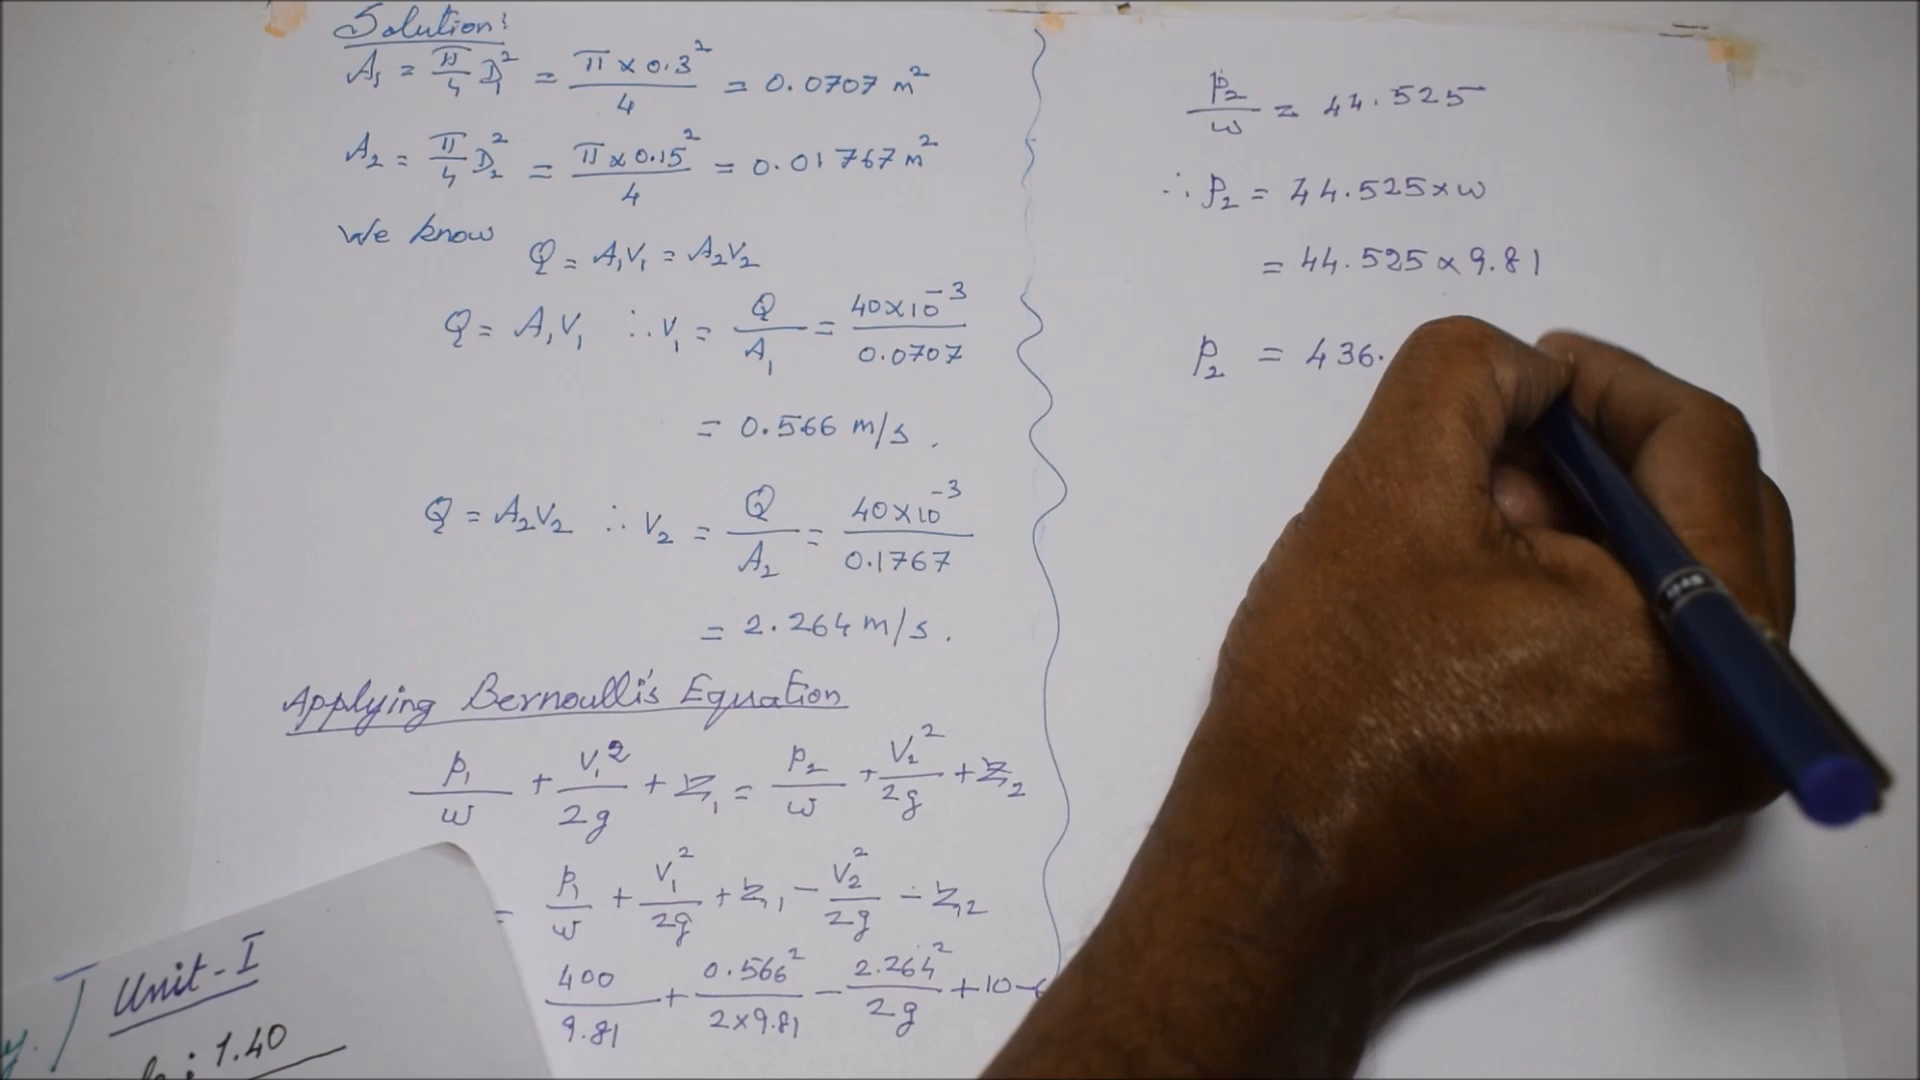 Solution:
A₁ = π/4 D₁² = π × 0.3²/4 = 0.0707 m²
A₂ = π/4 D₂² = π × 0.15²/4 = 0.01767 m²
We know
Q = A₁V₁ = A₂V₂
Q = A₁V₁ ∴ V₁ = Q/A₁ = 40×10⁻³/0.0707
= 0.566 m/s.
Q = A₂V₂ ∴ V₂ = Q/A₂ = 40×10⁻³/0.1767
= 2.264 m/s.
Applying Bernoulli's Equation
P₁/w + V₁²/2g + Z₁ = P₂/w + V₂²/2g + Z₂
= P₁/w + V₁²/2g + Z₁ − V₂²/2g − Z₂
400/9.81 + 0.566²/2×9.81 − 2.264²/2g + 10 −
Unit-I
: 1.40
P₂/w = 44.525
∴ P₂ = 44.525 × w
= 44.525 × 9.81
P₂ = 436.